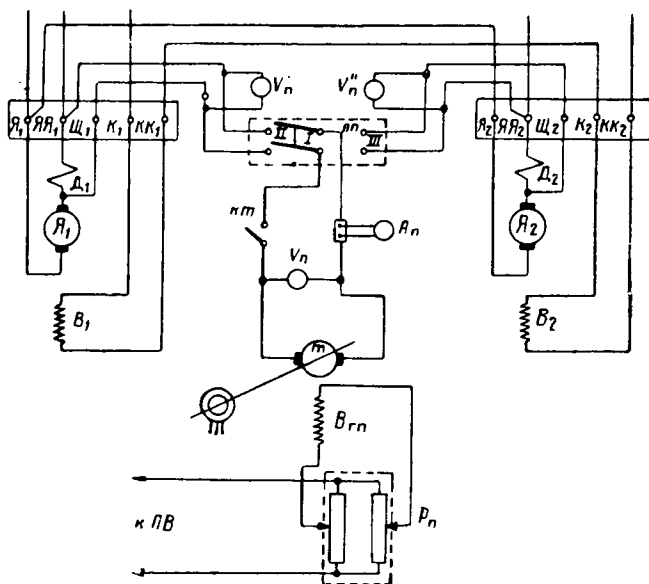 V'п
V"п
Я₁ ЯЯ₁ Щ₁ К₁ КК₁
II I ЯП III
Я₂ ЯЯ₂ Щ₂ К₂ КК₂
Д₁
Д₂
Я₁
кт
Ап
Я₂
Vп
В₁
В₂
m
Вгп
к ПВ
Рп